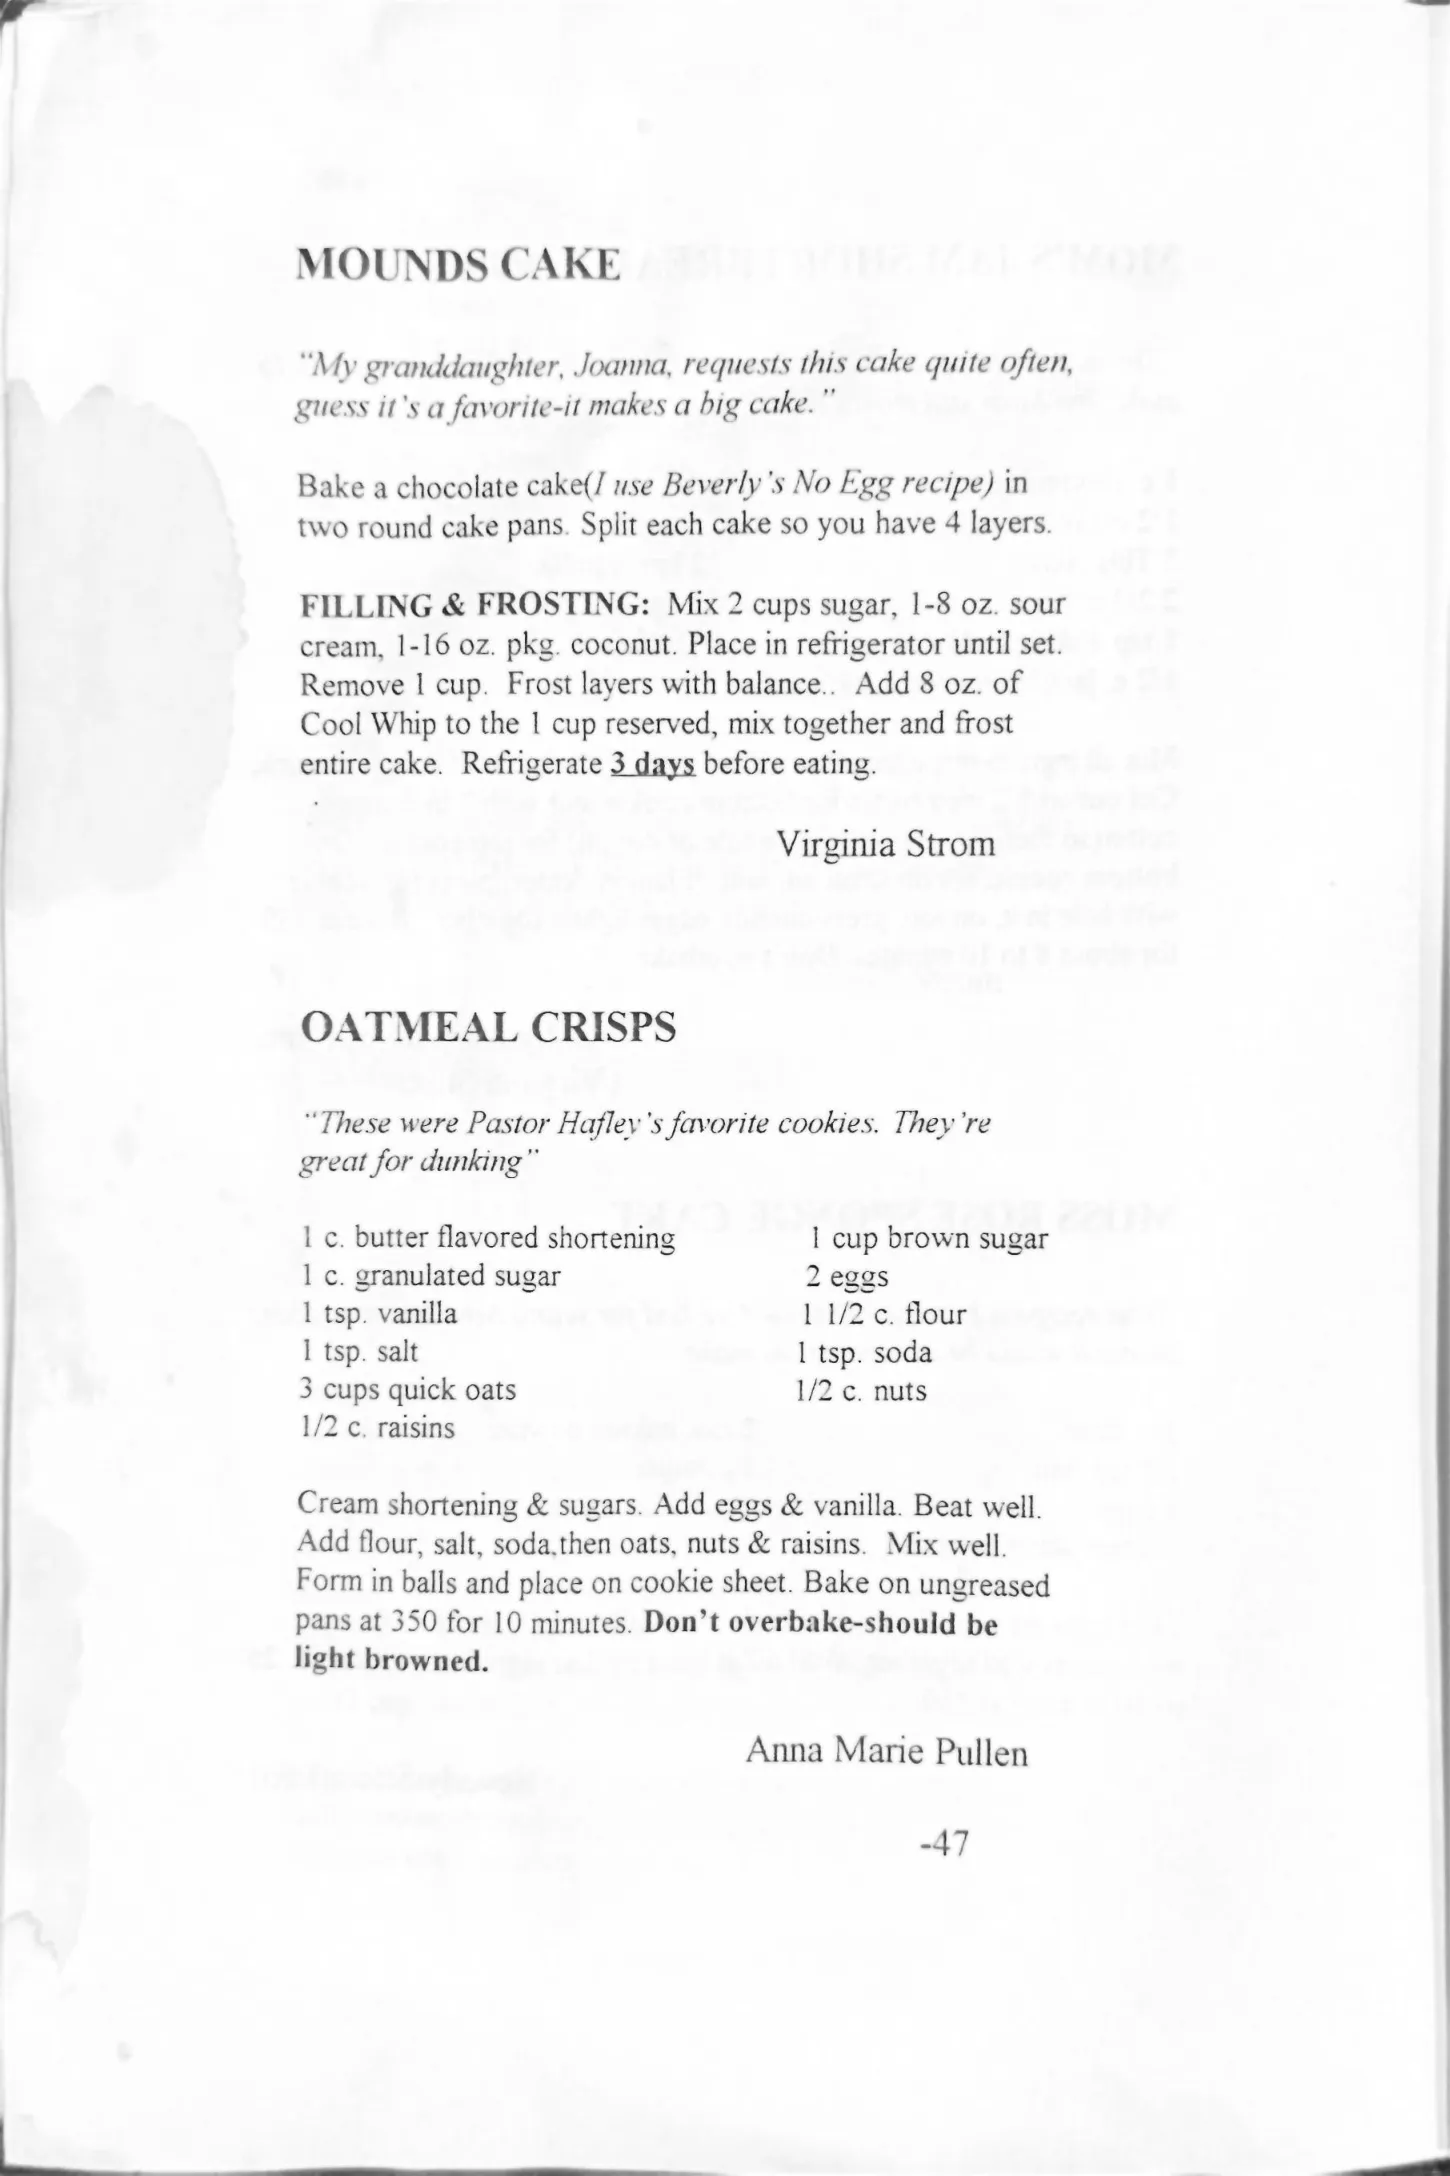 MOUNDS CAKE
"My granddaughter, Joanna, requests this cake quite often,
guess it's a favorite-it makes a big cake."
Bake a chocolate cake(I use Beverly's No Egg recipe) in
two round cake pans. Split each cake so you have 4 layers.
FILLING & FROSTING: Mix 2 cups sugar, 1-8 oz. sour
cream, 1-16 oz. pkg. coconut. Place in refrigerator until set.
Remove 1 cup. Frost layers with balance.. Add 8 oz. of
Cool Whip to the 1 cup reserved, mix together and frost
entire cake. Refrigerate 3 days before eating.
Virginia Strom
OATMEAL CRISPS
"These were Pastor Hafley's favorite cookies. They're
great for dunking"
1 c. butter flavored shortening 1 cup brown sugar
1 c. granulated sugar 2 eggs
1 tsp. vanilla 1 1/2 c. flour
1 tsp. salt 1 tsp. soda
3 cups quick oats 1/2 c. nuts
1/2 c. raisins
Cream shortening & sugars. Add eggs & vanilla. Beat well.
Add flour, salt, soda,then oats, nuts & raisins. Mix well.
Form in balls and place on cookie sheet. Bake on ungreased
pans at 350 for 10 minutes. Don't overbake-should be
light browned.
Anna Marie Pullen
-47